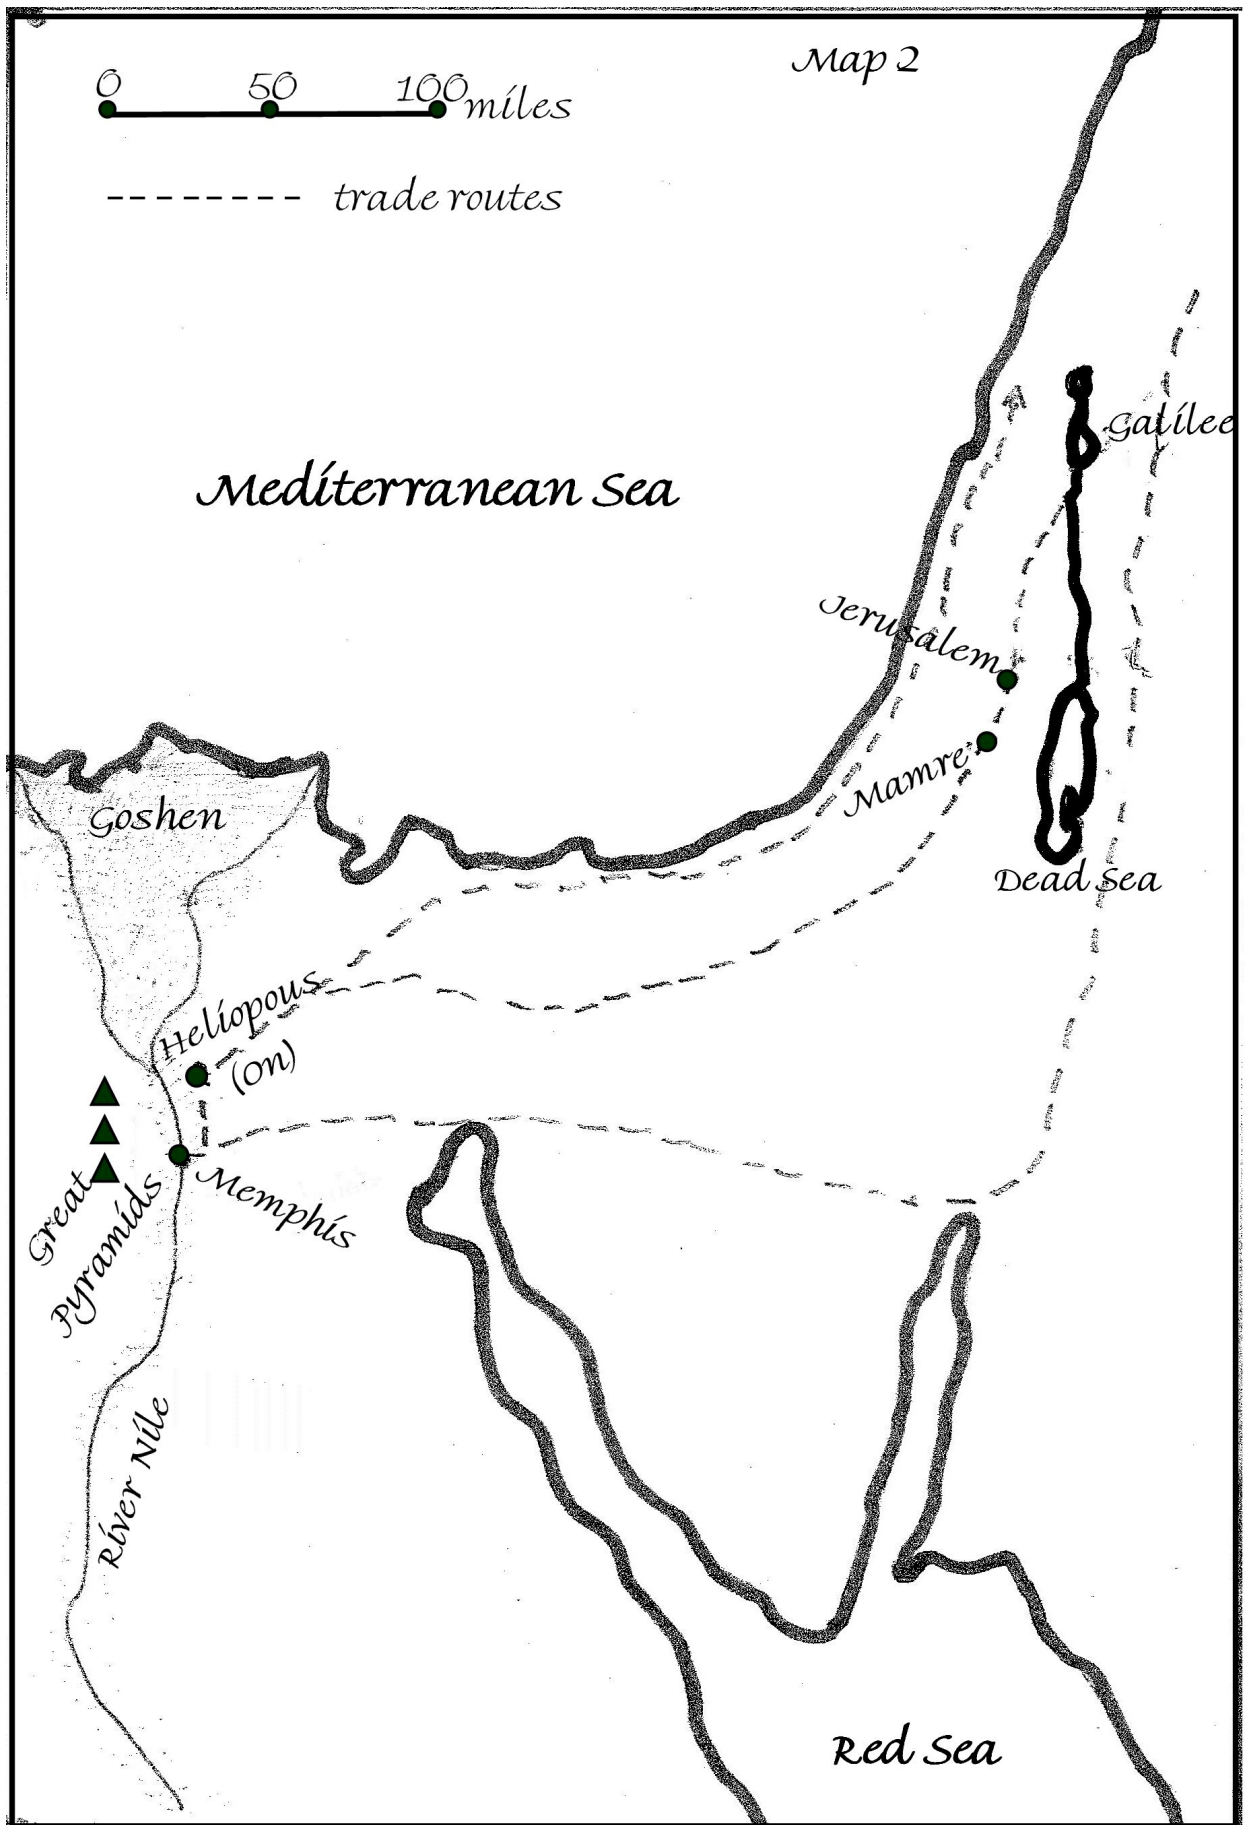 Map 2
0 50 100 miles
trade routes
Galilee
Mediterranean Sea
Jerusalem
Mamre
Goshen
Dead Sea
Heliopous
(On)
Memphis
Great
Pyramids
River Nile
Red Sea